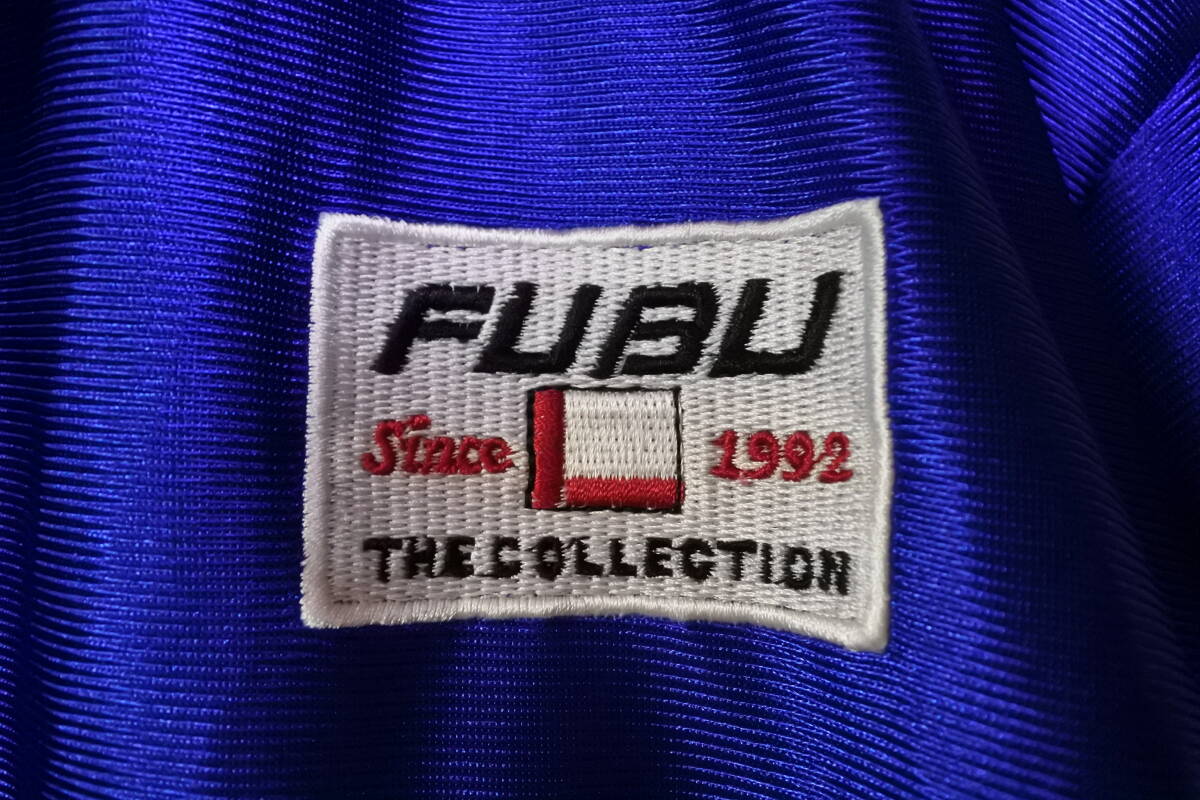 FUBU
Since 1992
THE COLLECTION